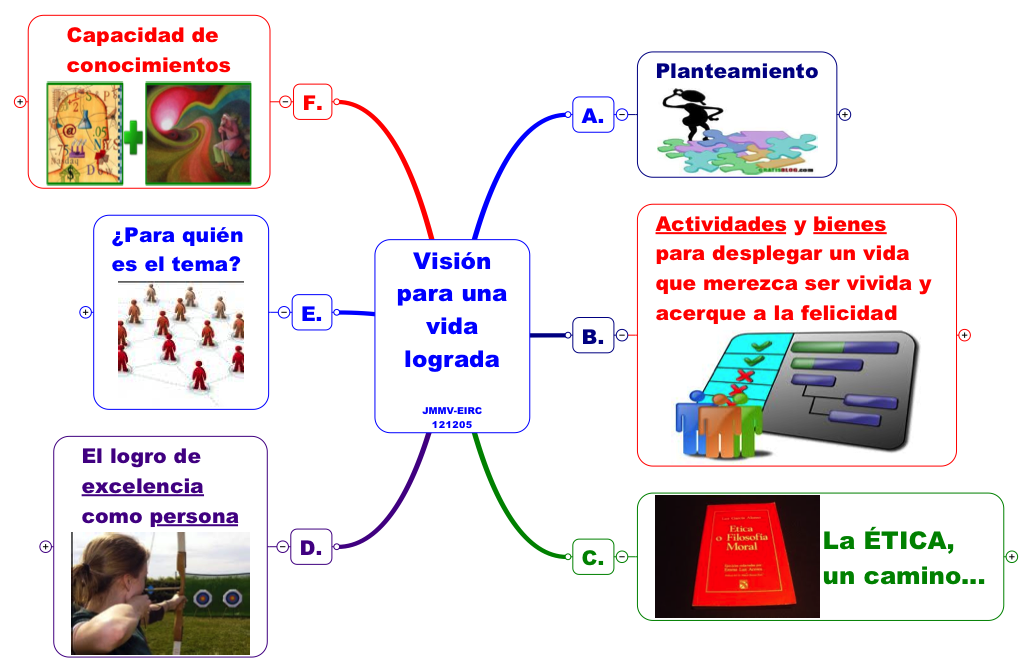 Visión
para una
vida
lograda
JMMV-EIRC
121205
A.
Planteamiento
B.
Actividades y bienes
para desplegar un vida
que merezca ser vivida y
acerque a la felicidad
C.
Etica
o Filosofía
Moral
La ÉTICA,
un camino...
D.
El logro de
excelencia
como persona
E.
¿Para quién
es el tema?
F.
Capacidad de
conocimientos